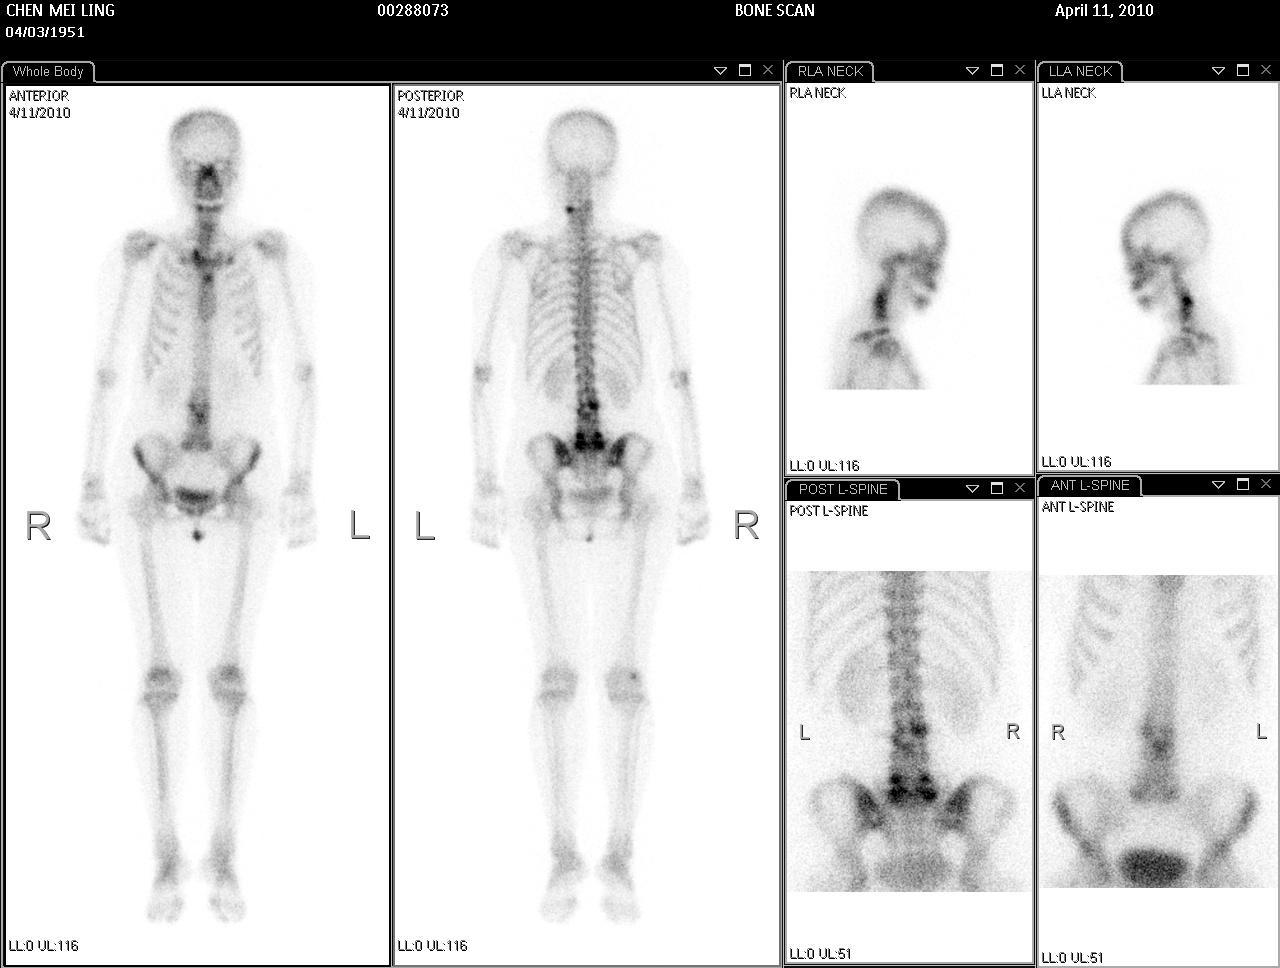 CHEN MEI LING 00288073 BONE SCAN April 11, 2010
04/03/1951
Whole Body
ANTERIOR
4/11/2010
R
L
LL:0 UL:116
POSTERIOR
4/11/2010
L
R
LL:0 UL:116
RLA NECK
RLA NECK
LL:0 UL:116
LLA NECK
LLA NECK
LL:0 UL:116
POST L-SPINE
POST L-SPINE
L
R
LL:0 UL:51
ANT L-SPINE
ANT L-SPINE
R
L
LL:0 UL:51